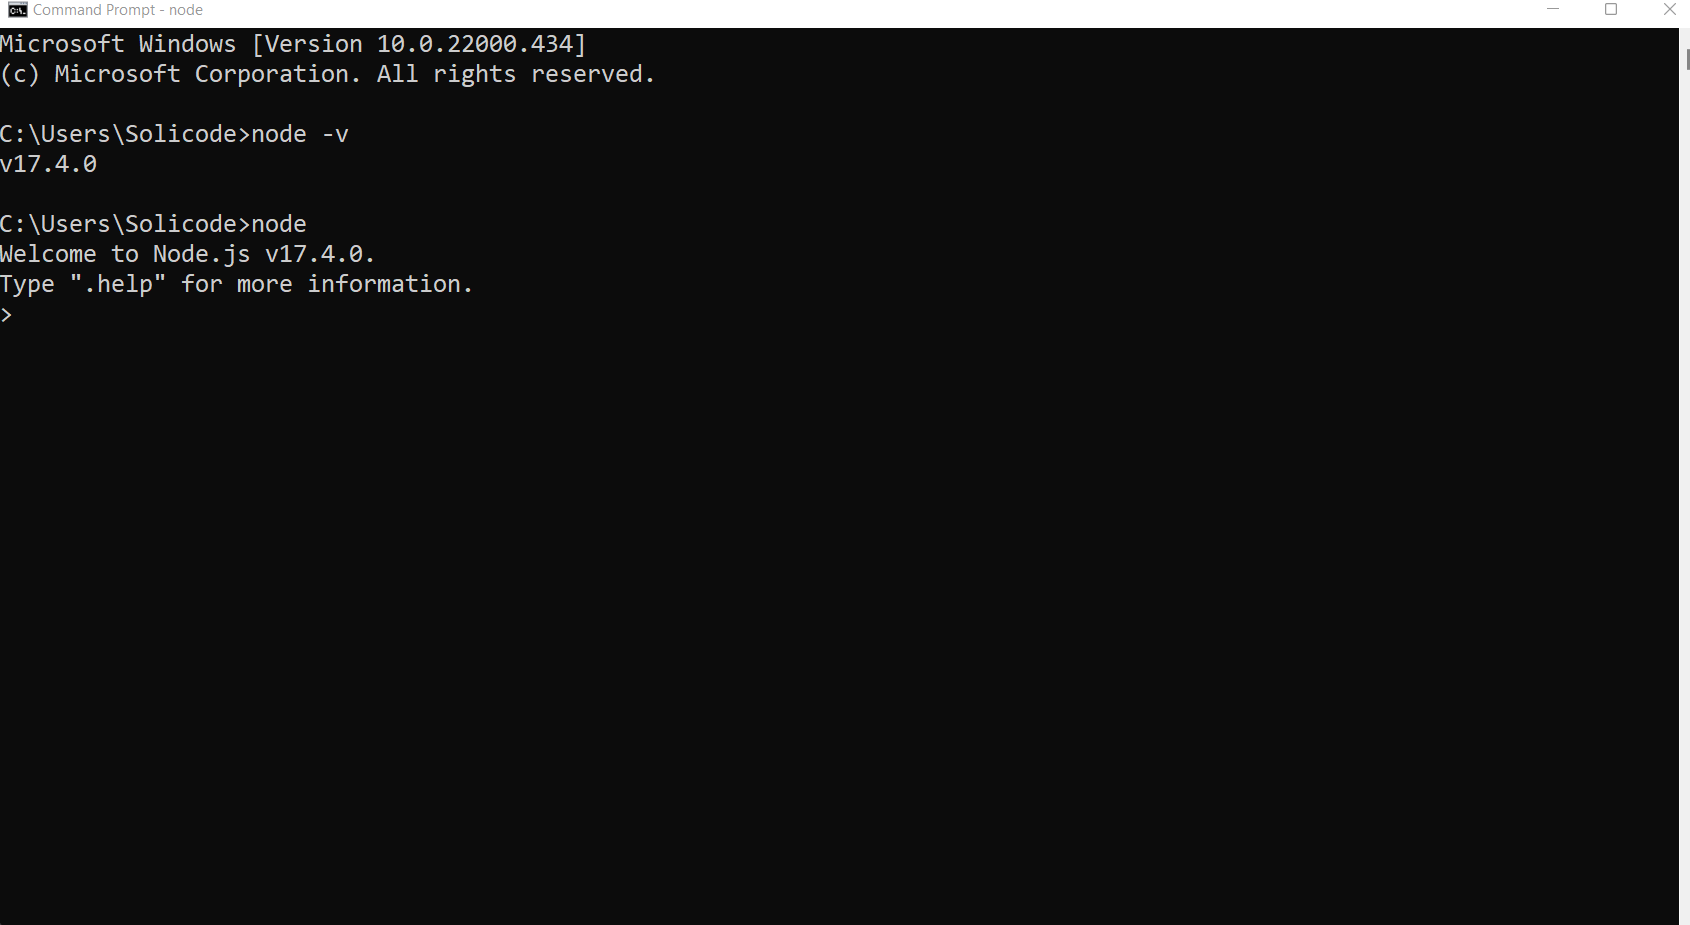 Command Prompt - node
Microsoft Windows [Version 10.0.22000.434]
(c) Microsoft Corporation. All rights reserved.
C:\Users\Solicode>node -v
v17.4.0
C:\Users\Solicode>node
Welcome to Node.js v17.4.0.
Type ".help" for more information.
>